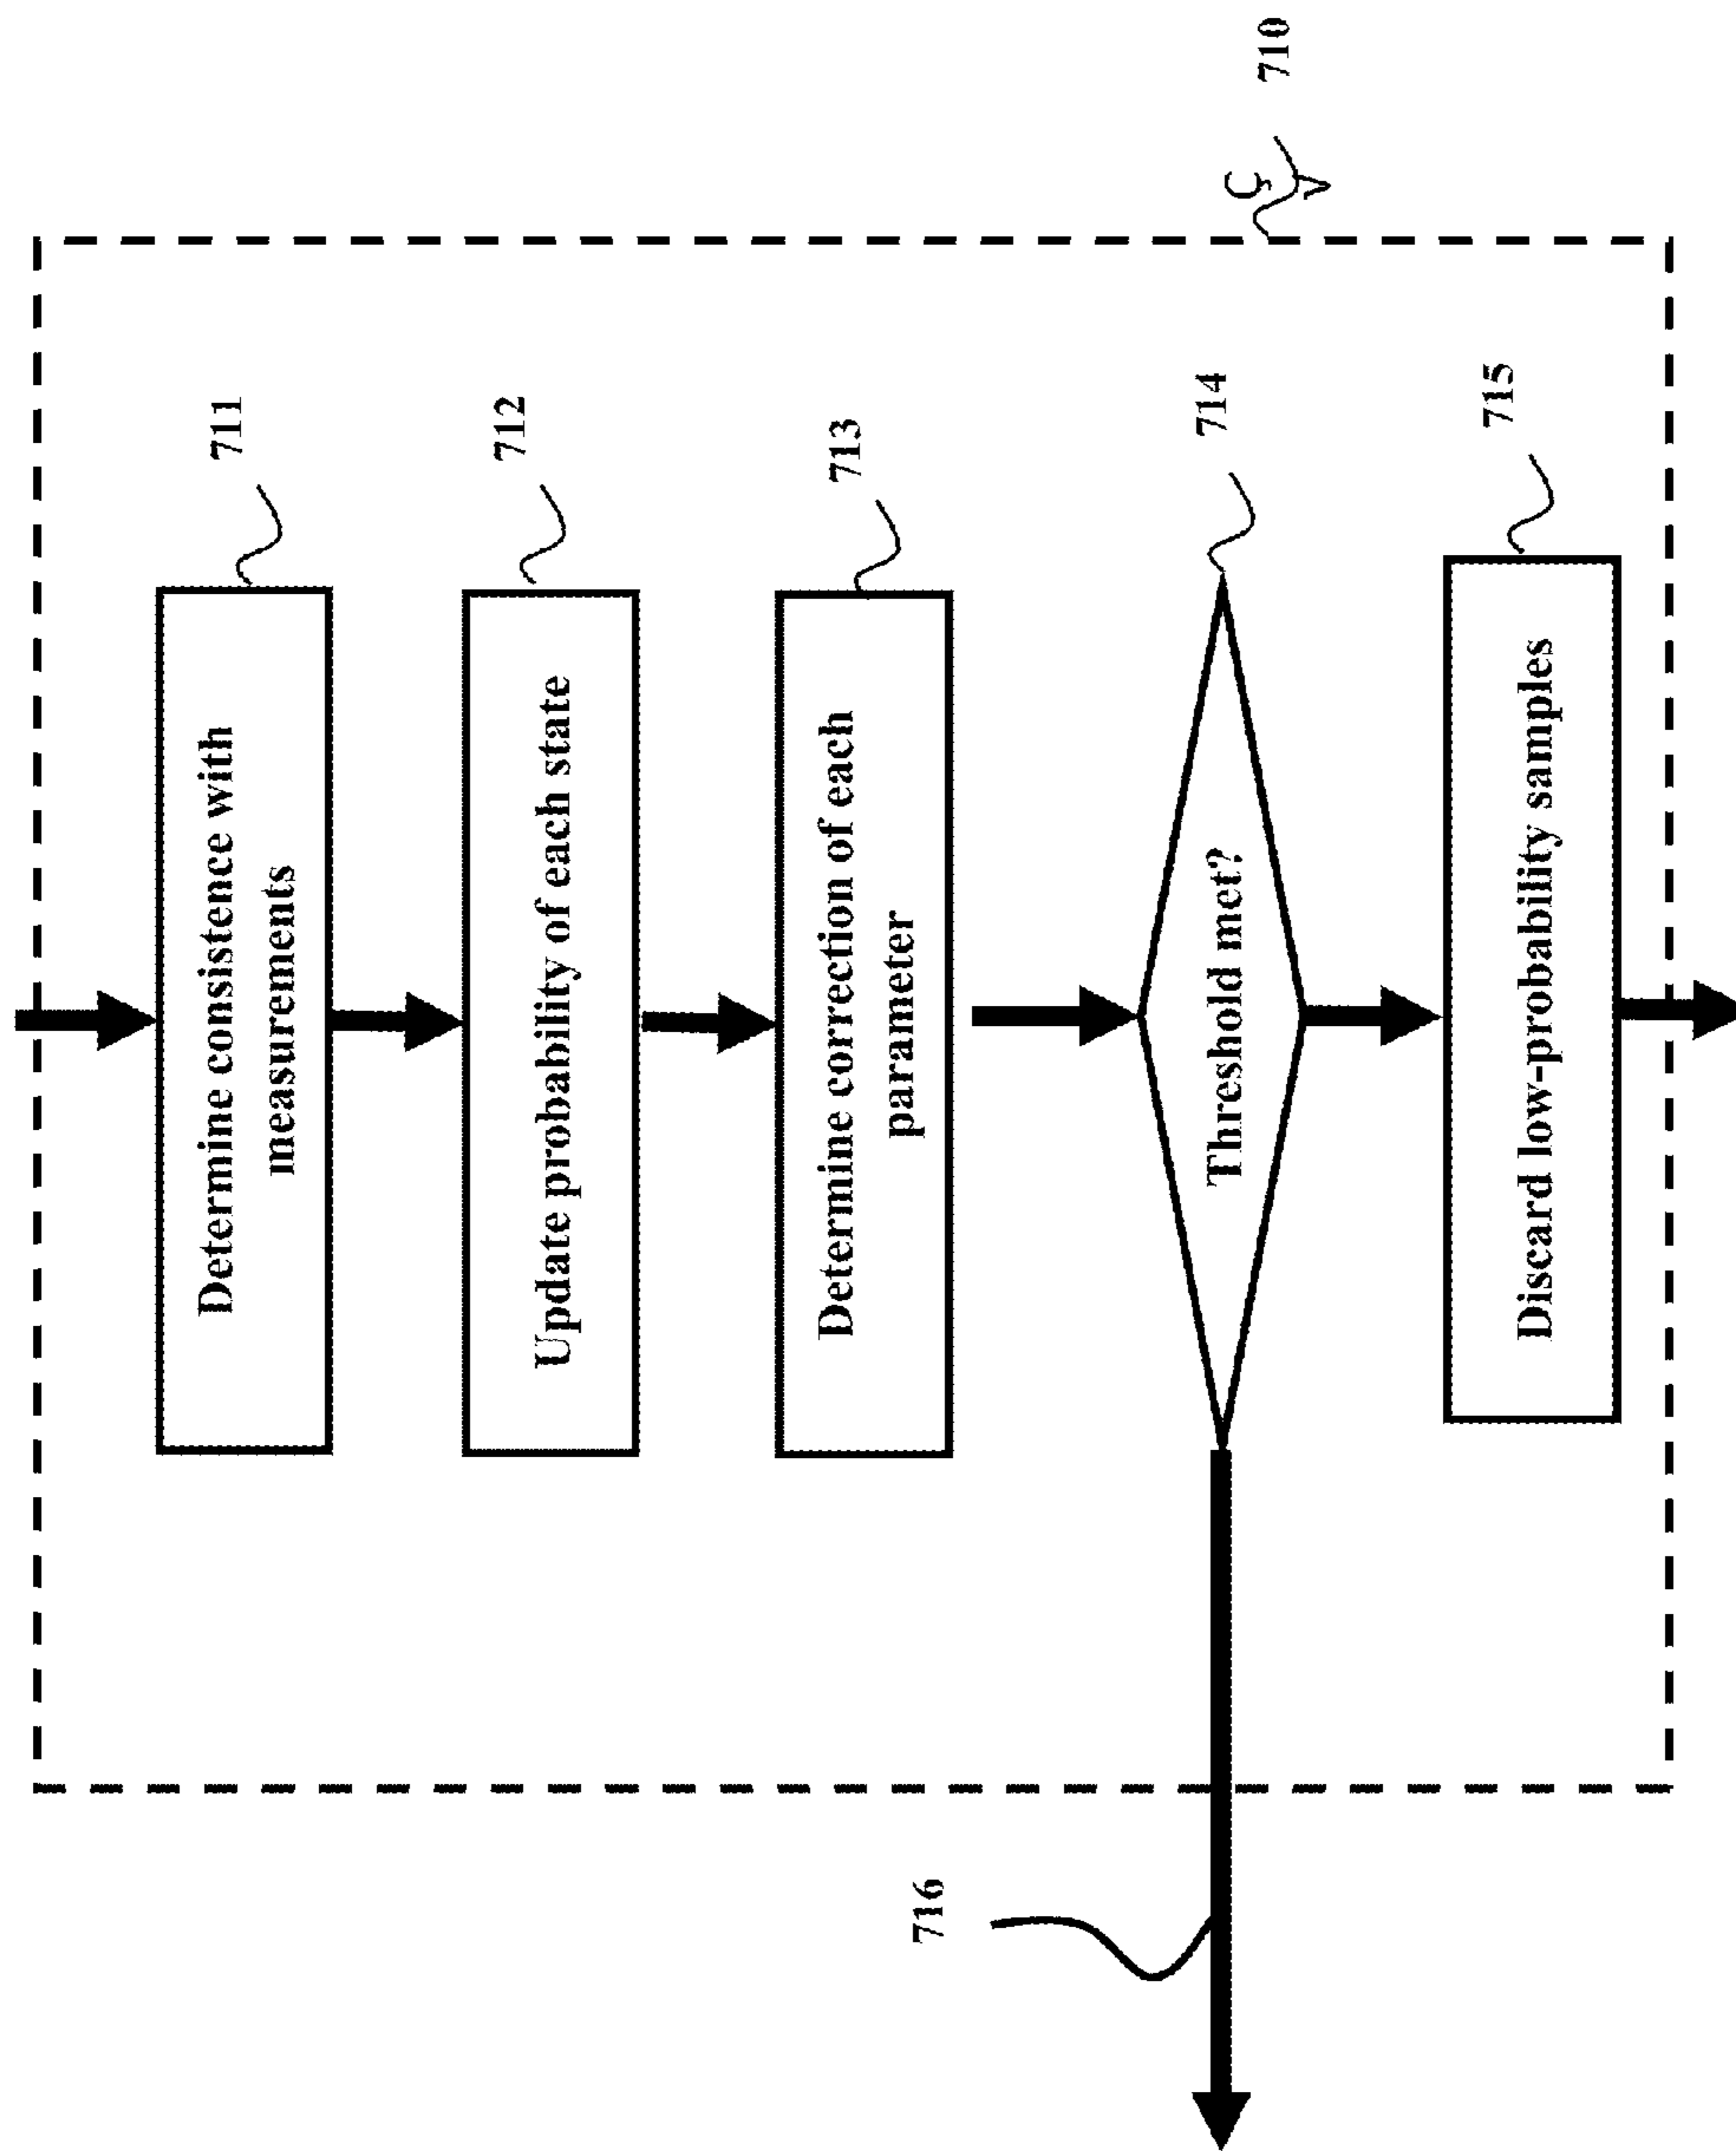 710
Determine consistence with
measurements
711
Update probability of each state
712
Determine correction of each
parameter
713
Threshold met?
714
716
Discard low-probability samples
715